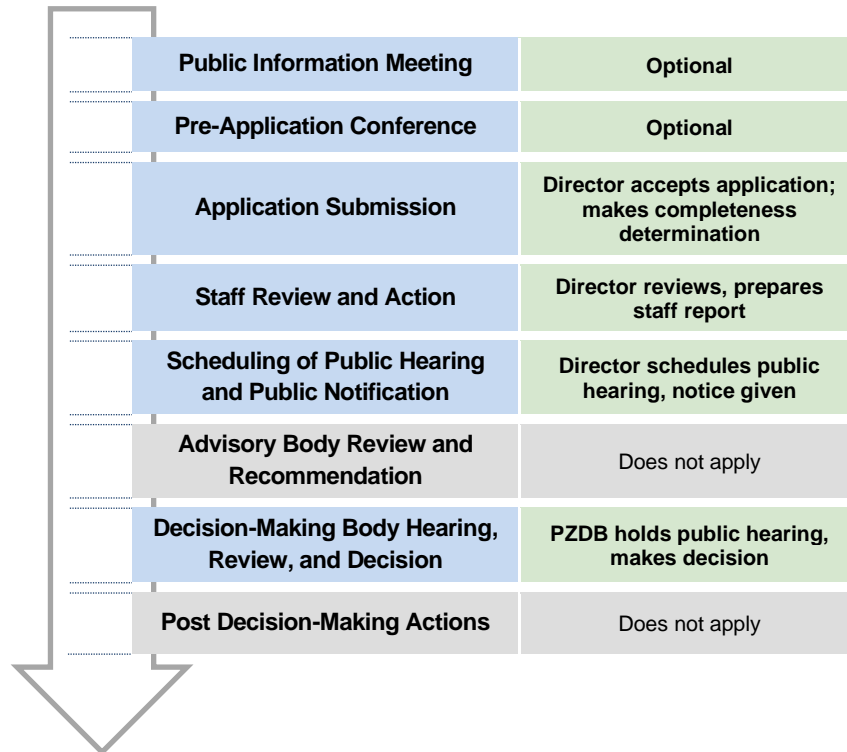 Public Information Meeting
Optional
Pre-Application Conference
Optional
Application Submission
Director accepts application;
makes completeness
determination
Staff Review and Action
Director reviews, prepares
staff report
Scheduling of Public Hearing
and Public Notification
Director schedules public
hearing, notice given
Advisory Body Review and
Recommendation
Does not apply
Decision-Making Body Hearing,
Review, and Decision
PZDB holds public hearing,
makes decision
Post Decision-Making Actions
Does not apply